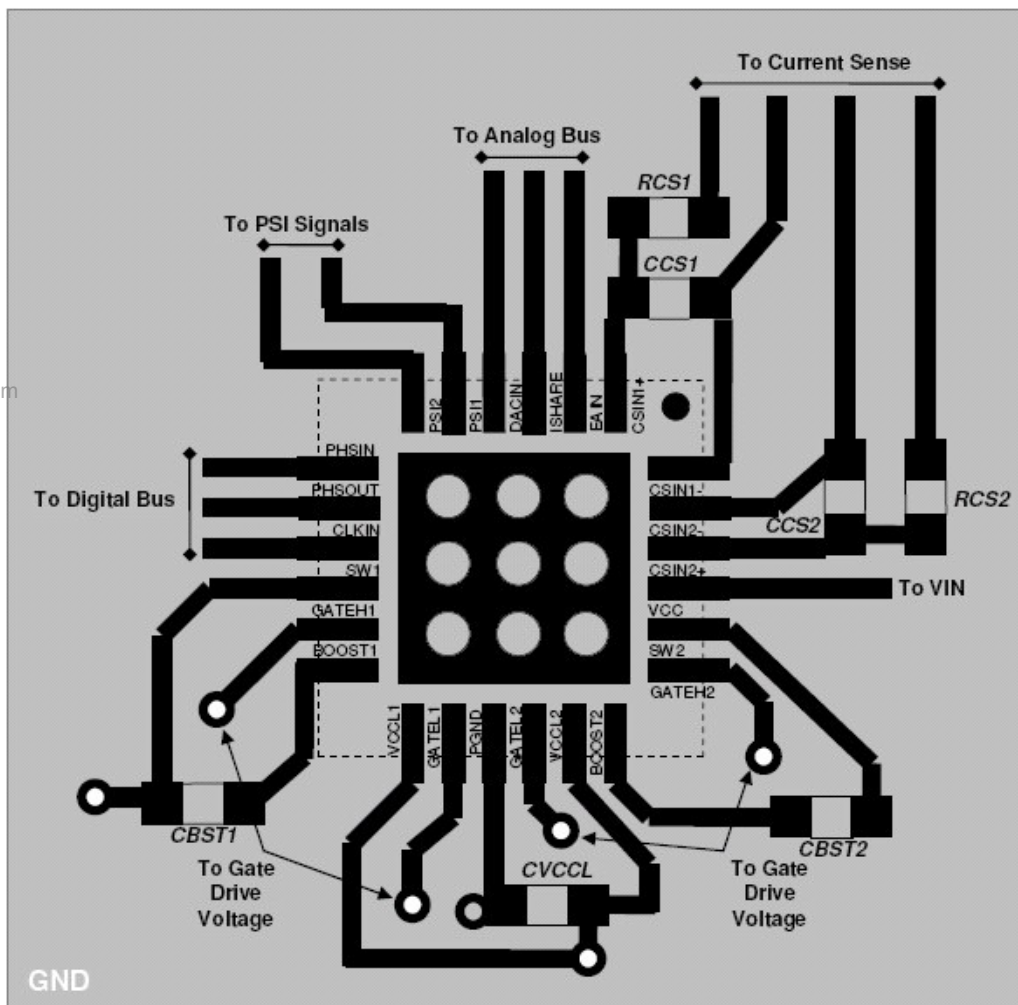 To Current Sense
To Analog Bus
RCS1
To PSI Signals
CCS1
m
PSI2
PSI1
DACIN
ISHARE
EAIN
CSIN1+
PHSIN
PHSOUT
CLKIN
SW1
GATEH1
BOOST1
To Digital Bus
CSIN1-
CSIN2-
CSIN2+
VCC
SW2
GATEH2
CCS2
RCS2
To VIN
VCCL1
GATEL1
PGND
GATEL2
VCCL2
BOOST2
CBST1
CBST2
To Gate
Drive
Voltage
CVCCL
To Gate
Drive
Voltage
GND